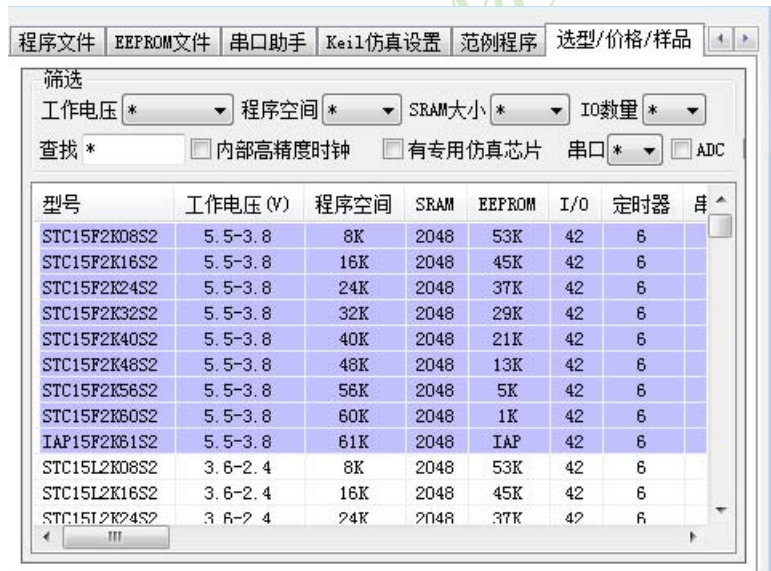 程序文件 EEPROM文件 串口助手 Keil仿真设置 范例程序 选型/价格/样品
筛选
工作电压 * 程序空间 * SRAM大小 * IO数量 *
查找 * 内部高精度时钟 有专用仿真芯片 串口 * ADC
型号 工作电压(V) 程序空间 SRAM EEPROM I/O 定时器 串
STC15F2K08S2 5.5-3.8 8K 2048 53K 42 6
STC15F2K16S2 5.5-3.8 16K 2048 45K 42 6
STC15F2K24S2 5.5-3.8 24K 2048 37K 42 6
STC15F2K32S2 5.5-3.8 32K 2048 29K 42 6
STC15F2K40S2 5.5-3.8 40K 2048 21K 42 6
STC15F2K48S2 5.5-3.8 48K 2048 13K 42 6
STC15F2K56S2 5.5-3.8 56K 2048 5K 42 6
STC15F2K60S2 5.5-3.8 60K 2048 1K 42 6
IAP15F2K61S2 5.5-3.8 61K 2048 IAP 42 6
STC15L2K08S2 3.6-2.4 8K 2048 53K 42 6
STC15L2K16S2 3.6-2.4 16K 2048 45K 42 6
STC15L2K24S2 3.6-2.4 24K 2048 37K 42 6